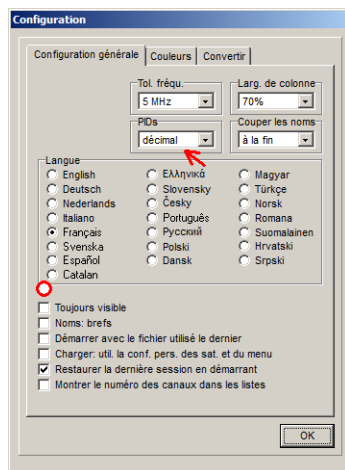 Configuration
Configuration générale Couleurs Convertir
Tol. fréqu. Larg. de colonne
5 MHz 70%
PIDs Couper les noms
décimal à la fin
Langue
English Ελληνικά Magyar
Deutsch Slovensky Türkçe
Nederlands Česky Norsk
Italiano Português Romana
Français Русский Suomalainen
Svenska Polski Hrvatski
Español Dansk Srpski
Catalan
Toujours visible
Noms: brefs
Démarrer avec le fichier utilisé le dernier
Charger: util. la conf. pers. des sat. et du menu
Restaurer la dernière session en démarrant
Montrer le numéro des canaux dans les listes
OK